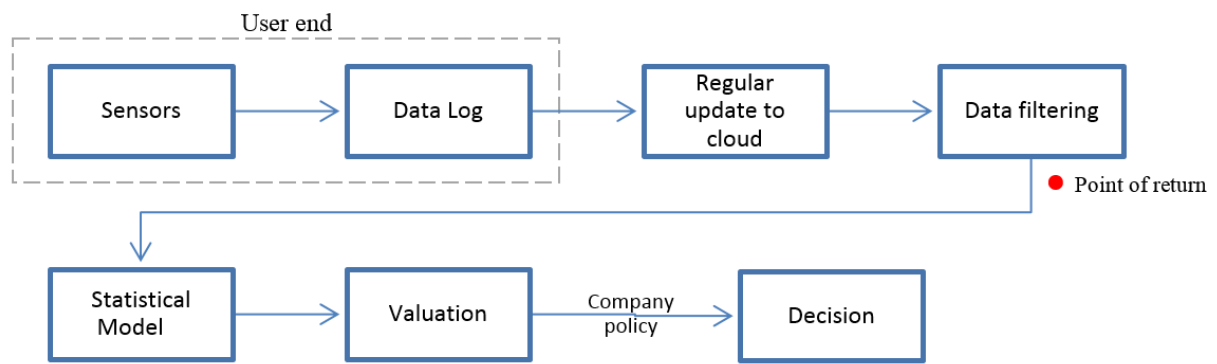 User end
Sensors
Data Log
Regular
update to
cloud
Data filtering
Point of return
Statistical
Model
Valuation
Company
policy
Decision